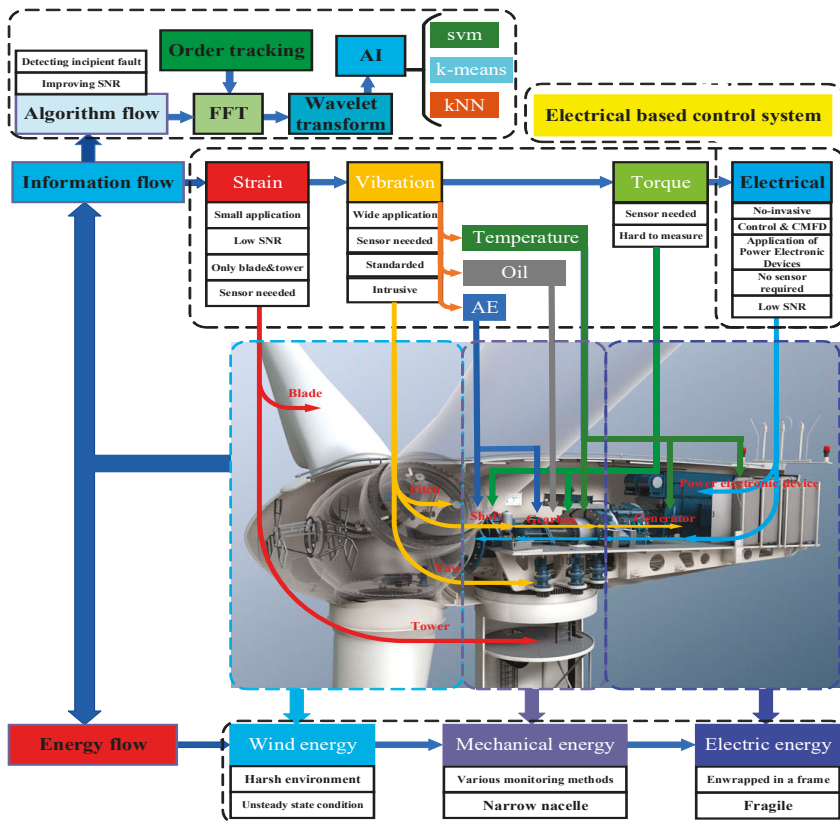 Detecting incipient fault
Improving SNR
Algorithm flow
Order tracking
FFT
Wavelet
transform
AI
svm
k-means
kNN
Electrical based control system
Information flow
Strain
Small application
Low SNR
Only blade&tower
Sensor neeeded
Vibration
Wide application
Sensor neeeded
Standarded
Intrusive
Temperature
Oil
AE
Torque
Sensor needed
Hard to measure
Electrical
No-invasive
Control & CMFD
Application of
Power Electronic
Devices
No sensor
required
Low SNR
Blade
Pitch
Shaft
Gearbox
Generator
Power electronic device
Yaw
Tower
Energy flow
Wind energy
Harsh environment
Unsteady state condition
Mechanical energy
Various monitoring methods
Narrow nacelle
Electric energy
Enwrapped in a frame
Fragile